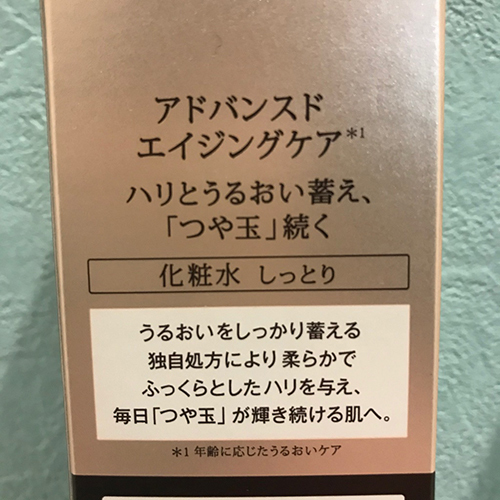 アドバンスド
エイジングケア*1
ハリとうるおい蓄え、
「つや玉」続く
化粧水 しっとり
うるおいをしっかり蓄える
独自処方により柔らかで
ふっくらとしたハリを与え、
毎日「つや玉」が輝き続ける肌へ。
*1 年齢に応じたうるおいケア